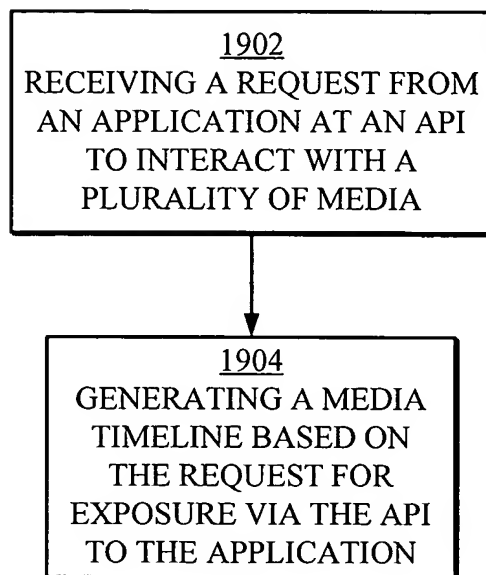 1902
RECEIVING A REQUEST FROM
AN APPLICATION AT AN API
TO INTERACT WITH A
PLURALITY OF MEDIA
1904
GENERATING A MEDIA
TIMELINE BASED ON
THE REQUEST FOR
EXPOSURE VIA THE API
TO THE APPLICATION